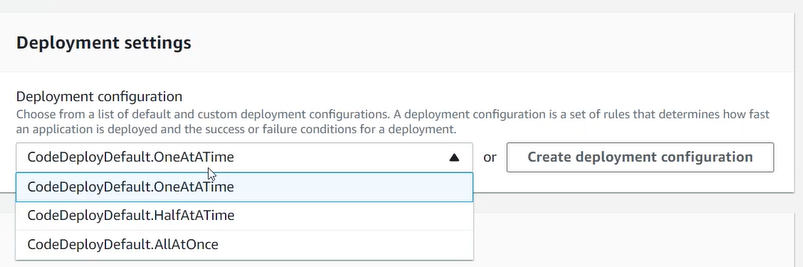 Deployment settings
Deployment configuration
Choose from a list of default and custom deployment configurations. A deployment configuration is a set of rules that determines how fast
an application is deployed and the success or failure conditions for a deployment.
CodeDeployDefault.OneAtATime or Create deployment configuration
CodeDeployDefault.OneAtATime
CodeDeployDefault.HalfAtATime
CodeDeployDefault.AllAtOnce